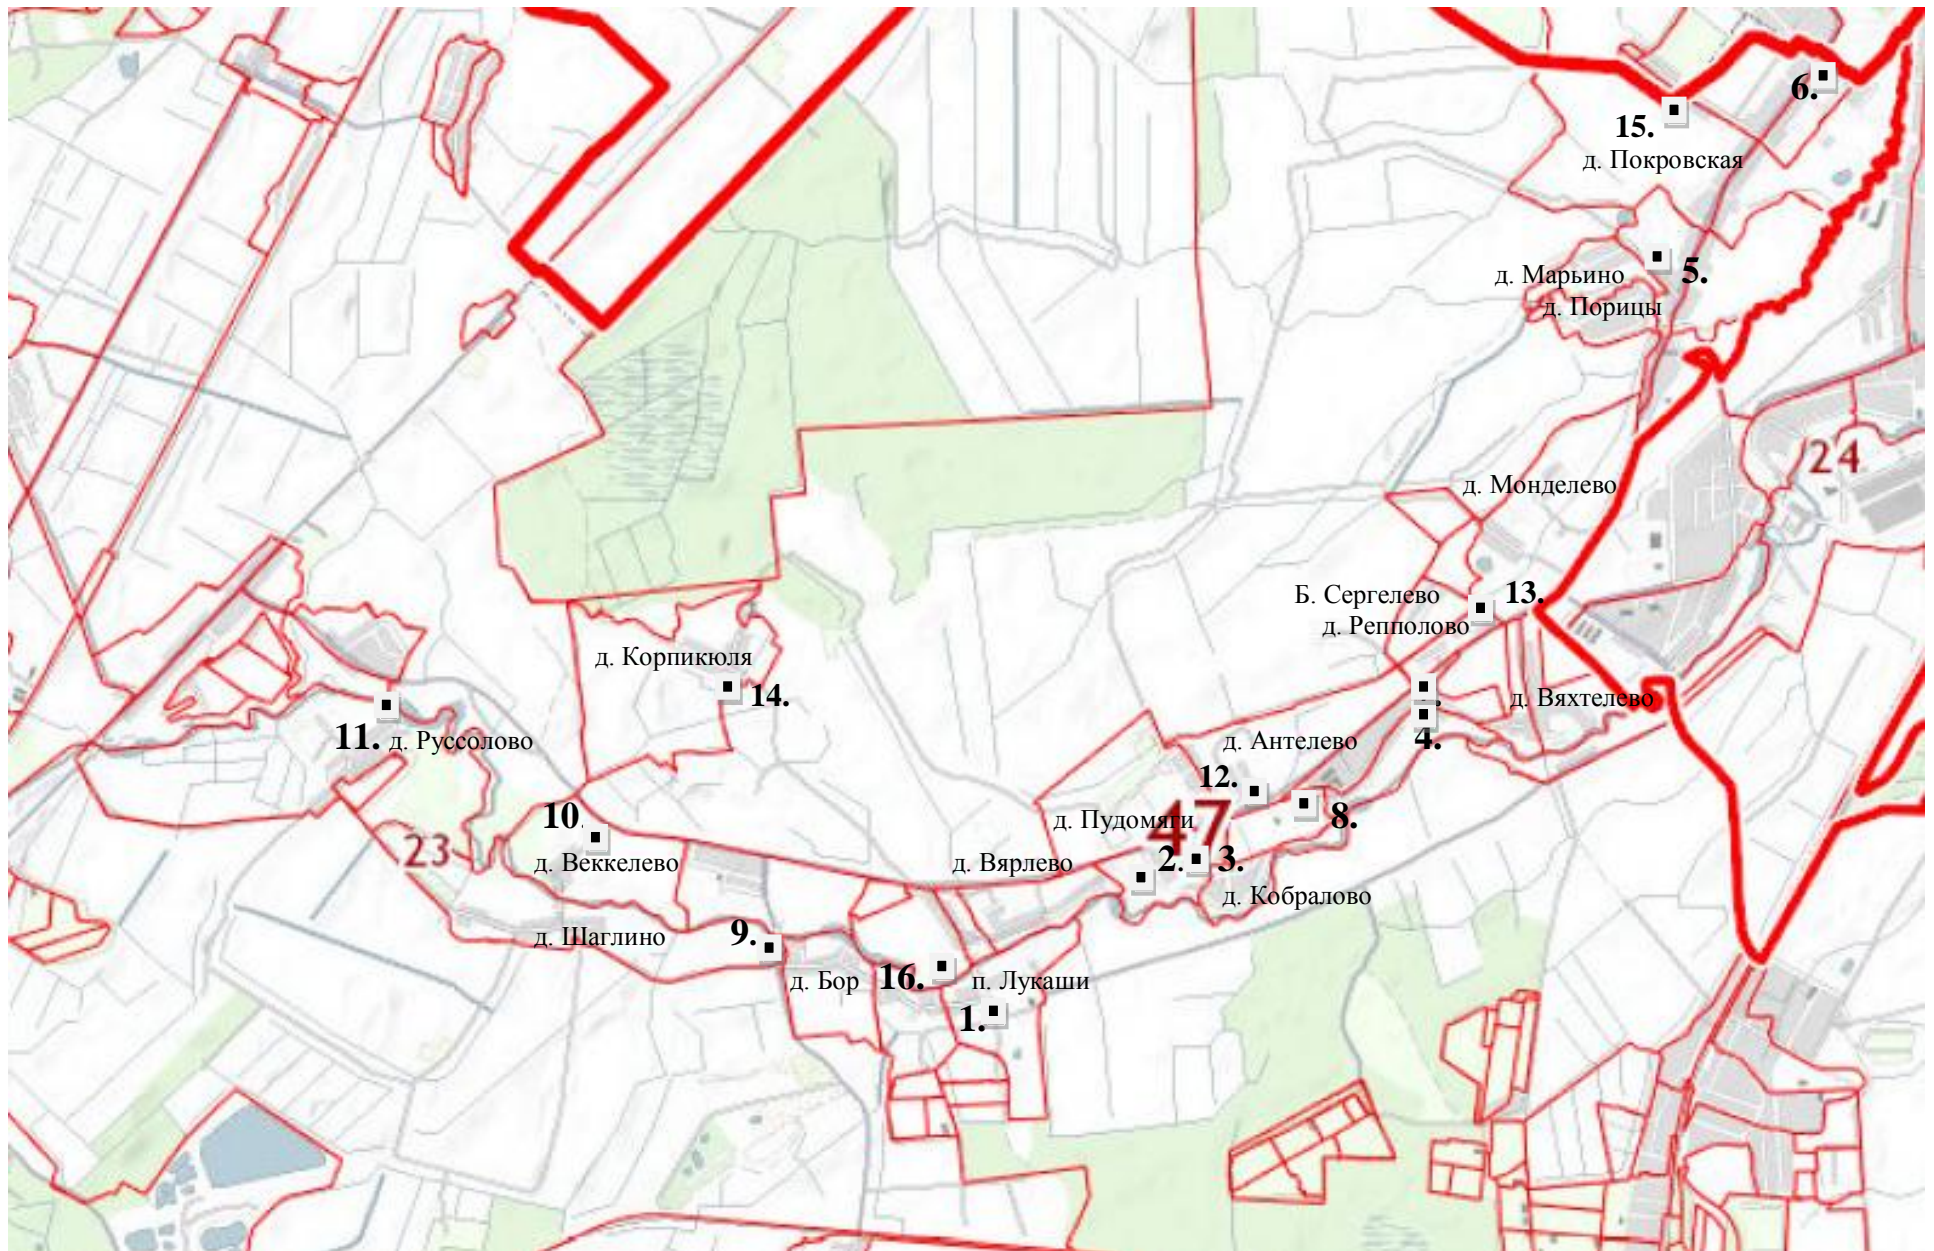 6.
15.
д. Покровская
д. Марьино
5.
д. Порицы
24
д. Монделево
Б. Сергелево
13.
д. Репполово
д. Корпикюля
14.
д. Вяхтелево
4.
11.
д. Руссолово
д. Антелево
12.
47
10
д. Пудомяги
8.
23
д. Веккелево
д. Вярлево
2.
3.
д. Кобралово
9.
д. Шаглино
д. Бор
16.
п. Лукаши
1.